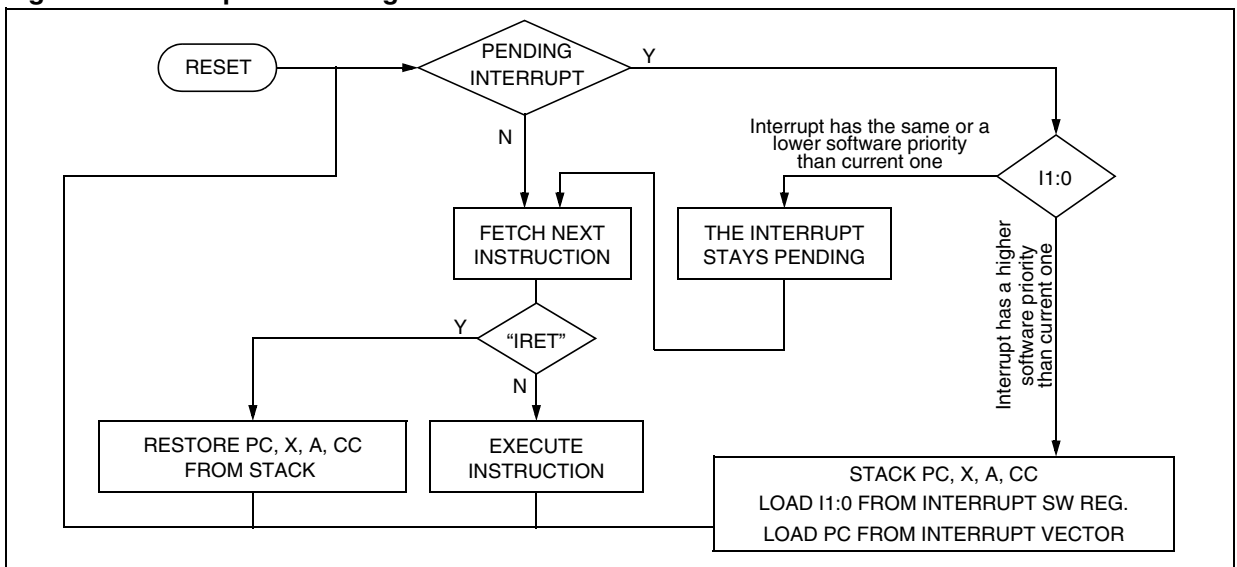 RESET
PENDING
INTERRUPT
Y
N
Interrupt has the same or a
lower software priority
than current one
I1:0
FETCH NEXT
INSTRUCTION
THE INTERRUPT
STAYS PENDING
Interrupt has a higher
software priority
than current one
Y
“IRET”
N
RESTORE PC, X, A, CC
FROM STACK
EXECUTE
INSTRUCTION
STACK PC, X, A, CC
LOAD I1:0 FROM INTERRUPT SW REG.
LOAD PC FROM INTERRUPT VECTOR